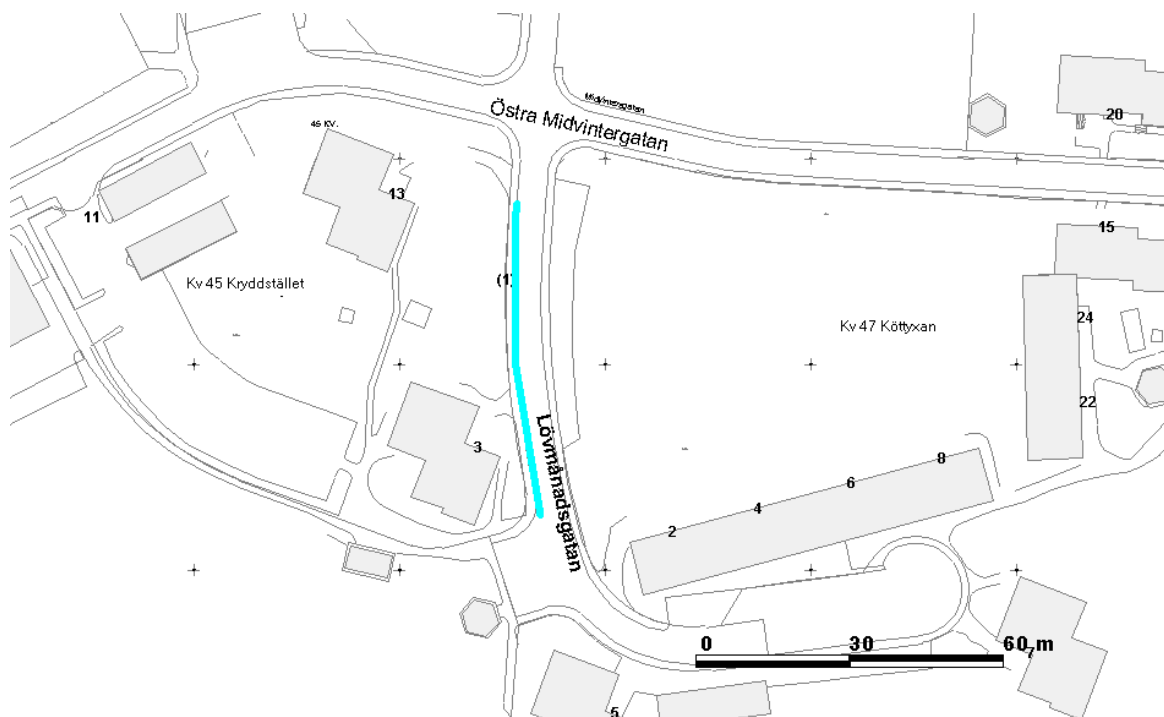 Midvintergatan
Östra Midvintergatan
20
46 KV.
13
11
15
(1)
Kv 45 Kryddstället
24
Kv 47 Köttyxan
22
Lövmånadsgatan
3
8
6
4
2
0 30 60 m
7
5